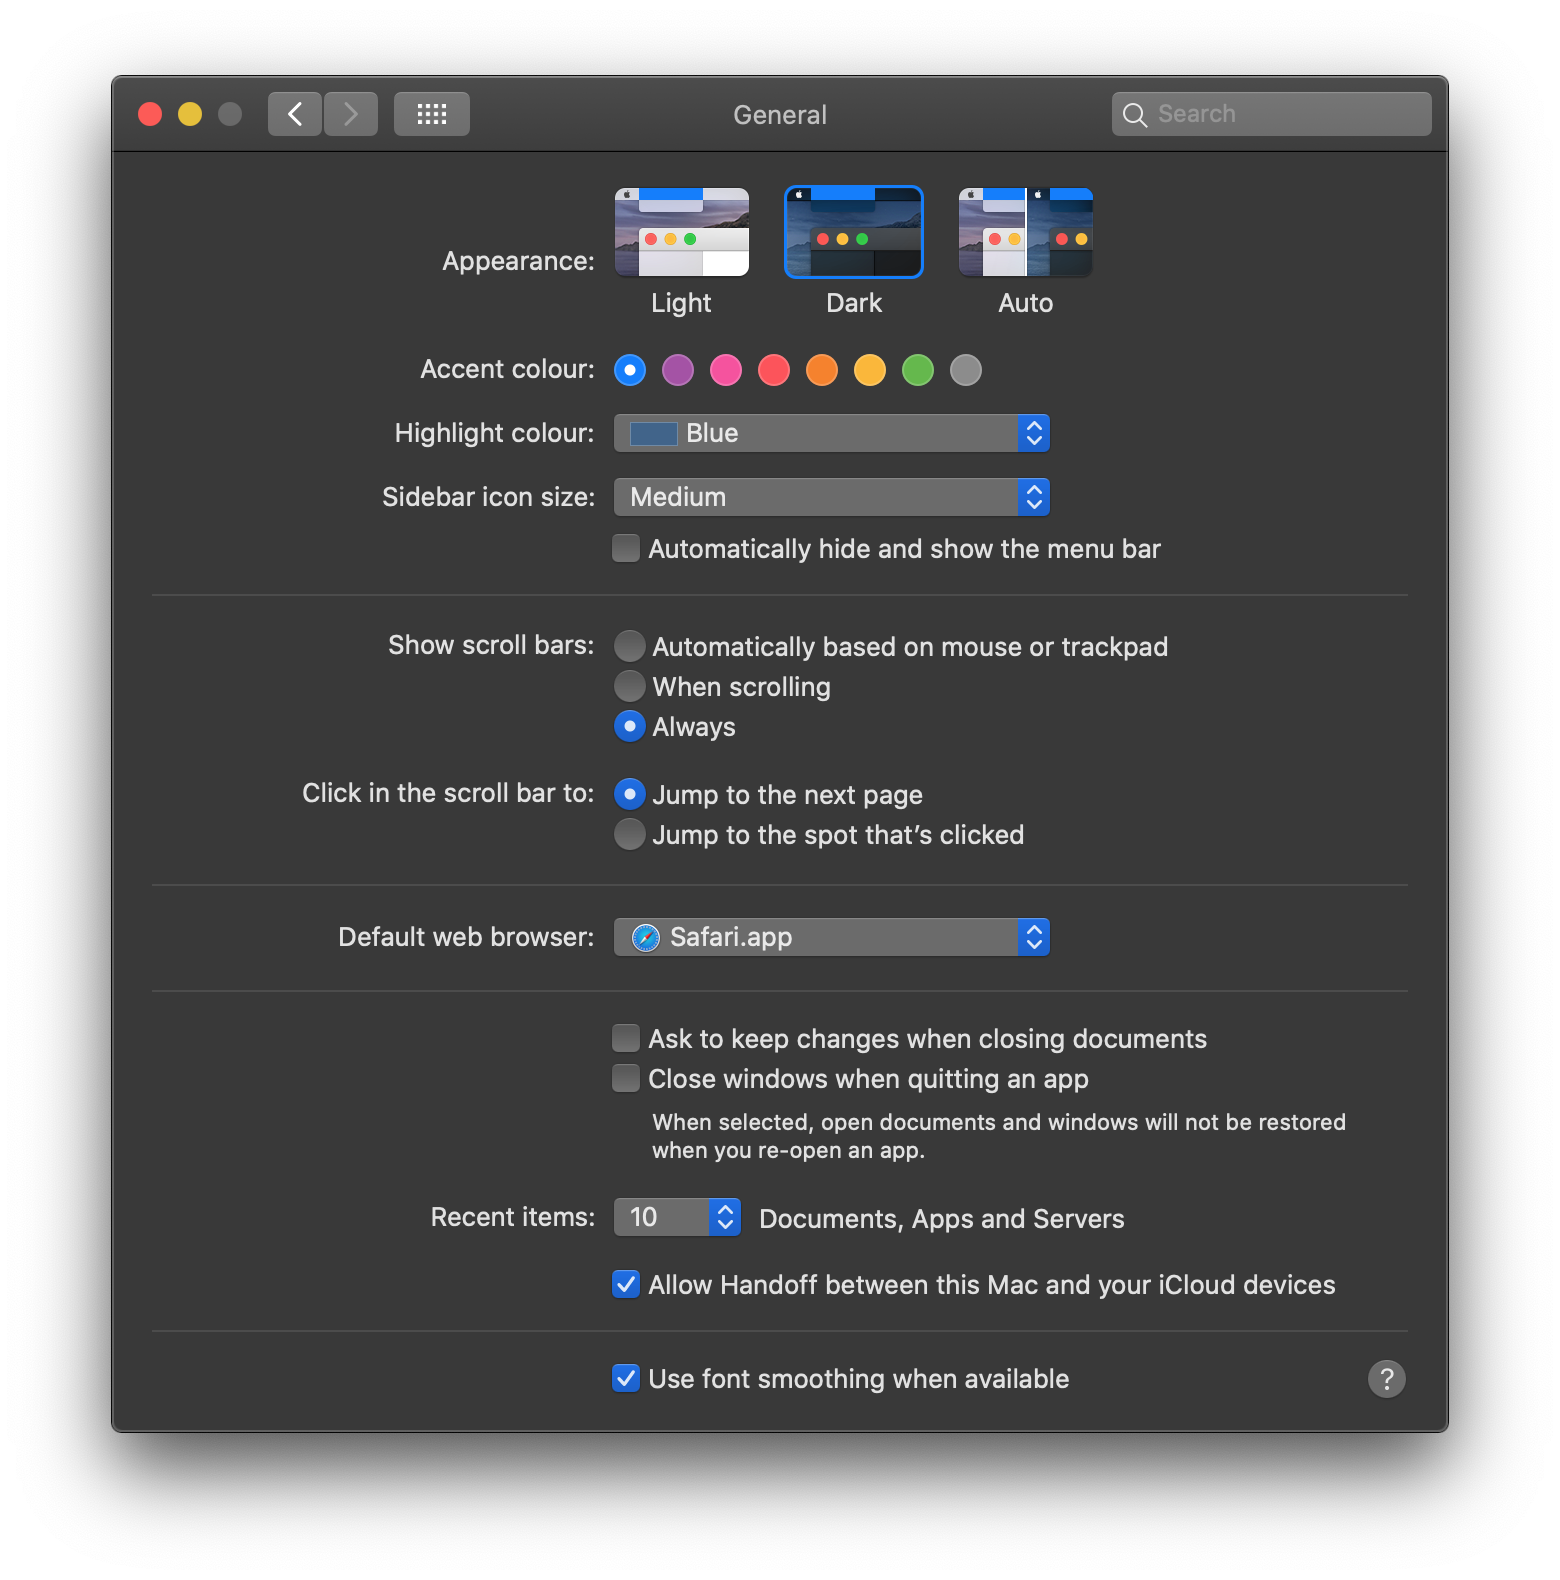 General
Search
Appearance:
Light
Dark
Auto
Accent colour:
Highlight colour:
Blue
Sidebar icon size:
Medium
Automatically hide and show the menu bar
Show scroll bars:
Automatically based on mouse or trackpad
When scrolling
Always
Click in the scroll bar to:
Jump to the next page
Jump to the spot that’s clicked
Default web browser:
Safari.app
Ask to keep changes when closing documents
Close windows when quitting an app
When selected, open documents and windows will not be restored
when you re-open an app.
Recent items:
10
Documents, Apps and Servers
Allow Handoff between this Mac and your iCloud devices
Use font smoothing when available
?